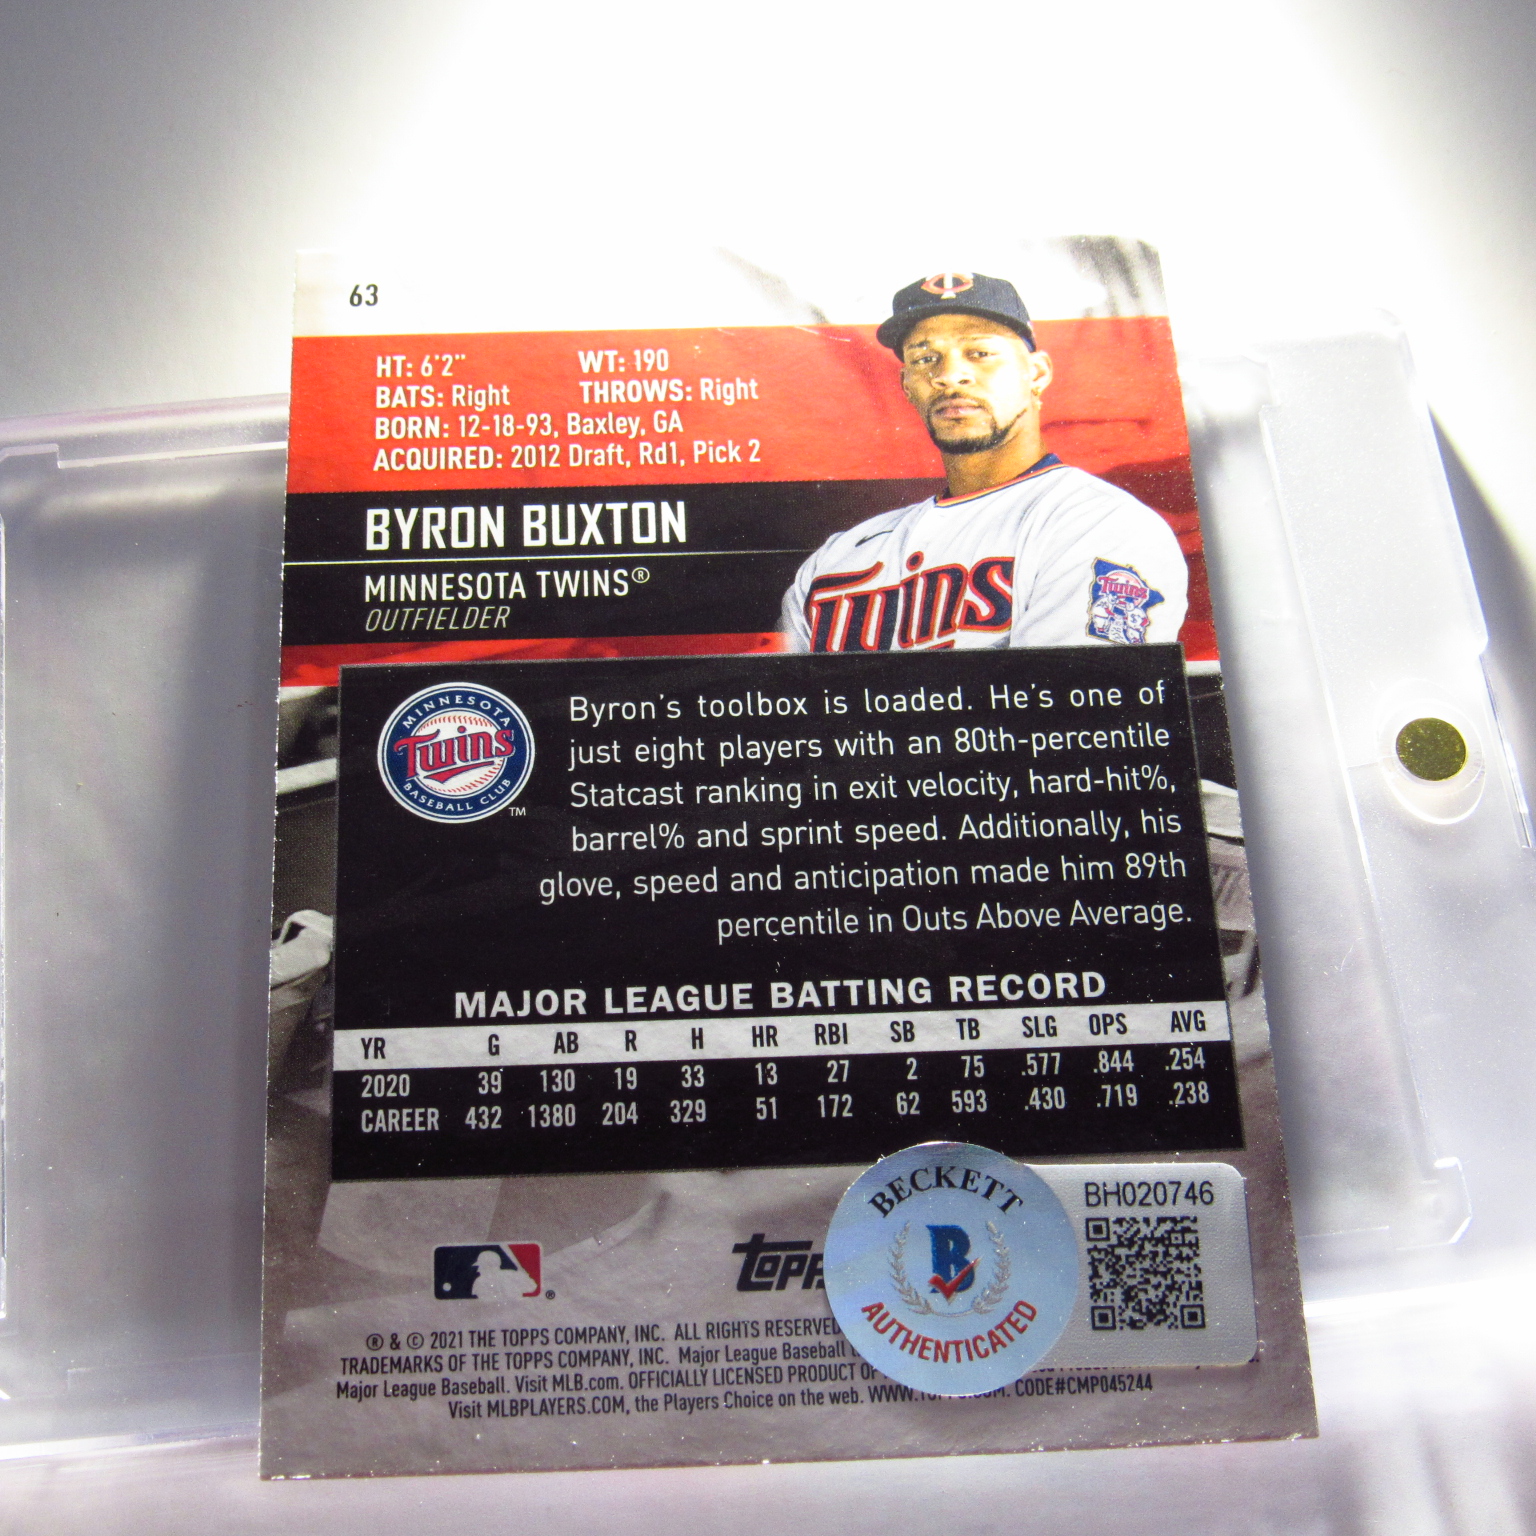 63
HT: 6'2" WT: 190
BATS: Right THROWS: Right
BORN: 12-18-93, Baxley, GA
ACQUIRED: 2012 Draft, Rd1, Pick 2
BYRON BUXTON
MINNESOTA TWINS®
OUTFIELDER
Twins
Twins
MINNESOTA
Twins
BASEBALL CLUB
TM
Byron's toolbox is loaded. He's one of
just eight players with an 80th-percentile
Statcast ranking in exit velocity, hard-hit%,
barrel% and sprint speed. Additionally, his
glove, speed and anticipation made him 89th
percentile in Outs Above Average.
MAJOR LEAGUE BATTING RECORD
YR G AB R H HR RBI SB TB SLG OPS AVG
2020 39 130 19 33 13 27 2 75 .577 .844 .254
CAREER 432 1380 204 329 51 172 62 593 .430 .719 .238
BECKETT
B
AUTHENTICATED
BH020746
® & © 2021 THE TOPPS COMPANY, INC. ALL RIGHTS RESERVED
TRADEMARKS OF THE TOPPS COMPANY, INC. Major League Baseball
Major League Baseball. Visit MLB.com. OFFICIALLY LICENSED PRODUCT OF
Visit MLBPLAYERS.COM, the Players Choice on the web. CODE#CMP045244